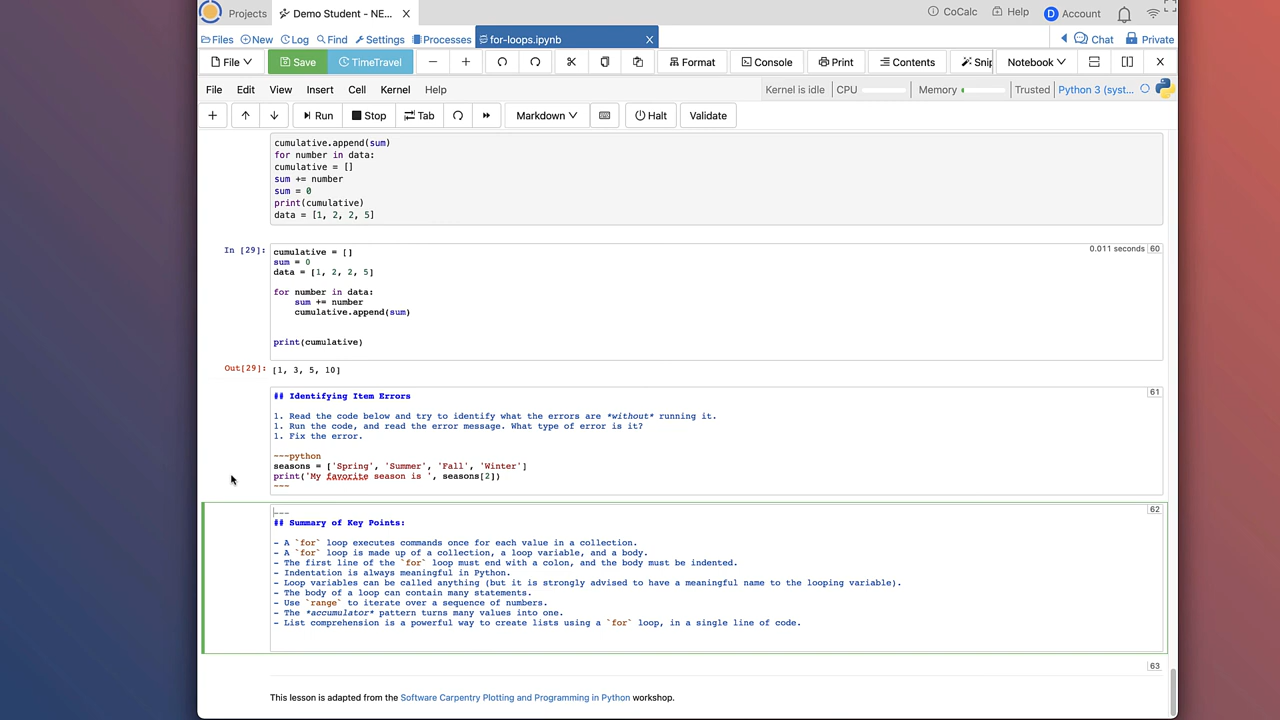 Projects Demo Student - NE... ×
CoCalc Help D Account
Files New Log Find Settings Processes for-loops.ipynb × Chat Private
File Save TimeTravel Format Console Print Contents Snip Notebook
File Edit View Insert Cell Kernel Help Kernel is idle CPU Memory Trusted Python 3 (syst...
Run Stop Tab Markdown Halt Validate
cumulative.append(sum)
for number in data:
cumulative = []
sum += number
sum = 0
print(cumulative)
data = [1, 2, 2, 5]
In [29]: cumulative = [] 0.011 seconds 60
sum = 0
data = [1, 2, 2, 5]
for number in data:
sum += number
cumulative.append(sum)
print(cumulative)
Out[29]: [1, 3, 5, 10]
## Identifying Item Errors 61
1. Read the code below and try to identify what the errors are *without* running it.
1. Run the code, and read the error message. What type of error is it?
1. Fix the error.
~~~python
seasons = ['Spring', 'Summer', 'Fall', 'Winter']
print('My favorite season is ', seasons[2])
~~~
--- 62
## Summary of Key Points:
- A `for` loop executes commands once for each value in a collection.
- A `for` loop is made up of a collection, a loop variable, and a body.
- The first line of the `for` loop must end with a colon, and the body must be indented.
- Indentation is always meaningful in Python.
- Loop variables can be called anything (but it is strongly advised to have a meaningful name to the looping variable).
- The body of a loop can contain many statements.
- Use `range` to iterate over a sequence of numbers.
- The *accumulator* pattern turns many values into one.
- List comprehension is a powerful way to create lists using a `for` loop, in a single line of code.
63
This lesson is adapted from the Software Carpentry Plotting and Programming in Python workshop.